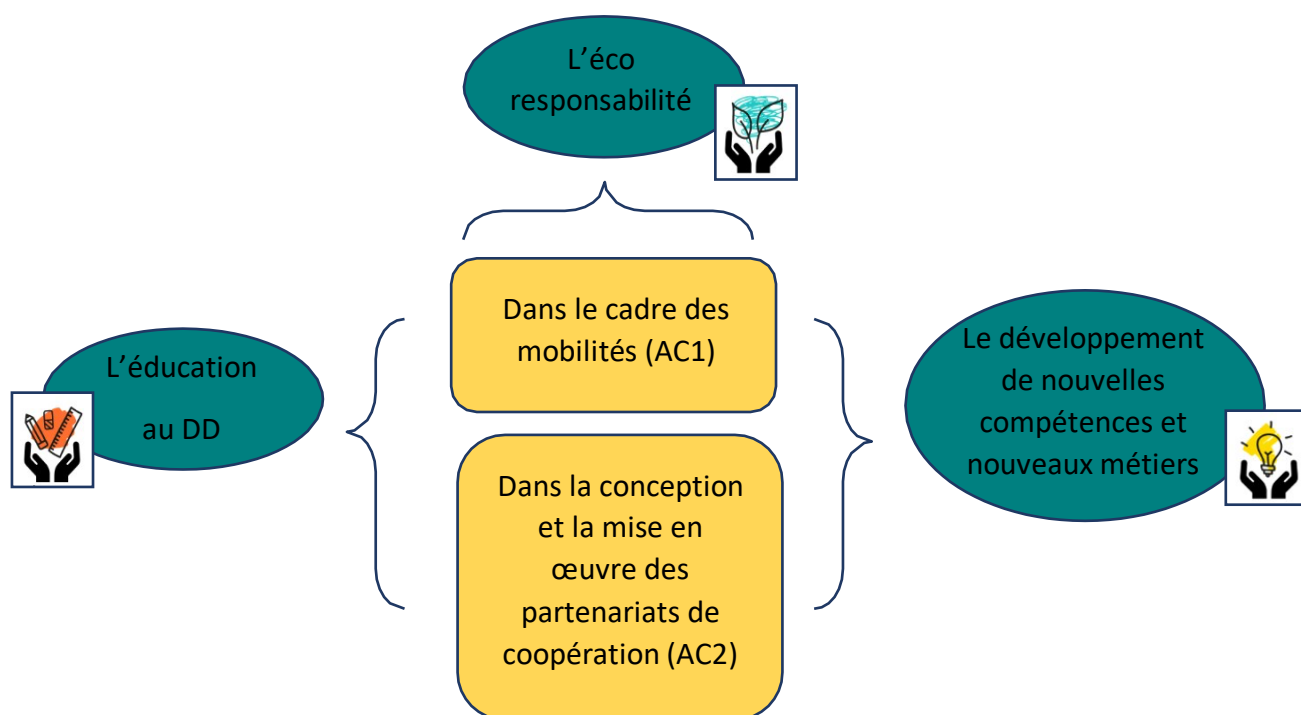 L’éco
responsabilité
Dans le cadre des
mobilités (AC1)
L’éducation
au DD
Le développement
de nouvelles
compétences et
nouveaux métiers
Dans la conception
et la mise en
œuvre des
partenariats de
coopération (AC2)